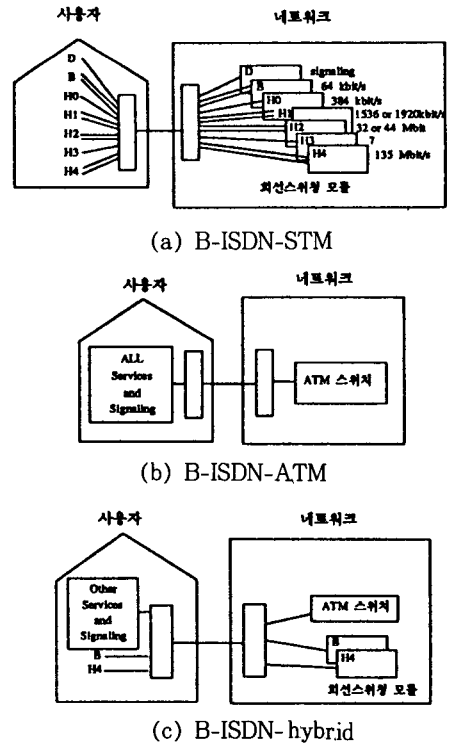 사용자 네트워크
D D signaling
B B 64 kbit/s
H0 H0 384 kbit/s
H1 H1 1536 or 1920kbit/s
H2 H2 32 or 44 Mbit
H3 H3 ?
H4 H4 135 Mbit/s
회선스위칭 모듈
(a) B-ISDN-STM
사용자 네트워크
ALL
Services
and
Signaling
ATM 스위치
(b) B-ISDN-ATM
사용자 네트워크
Other
Services
and
Signaling
B
H4
ATM 스위치
B
H4
회선스위칭 모듈
(c) B-ISDN-hybrid